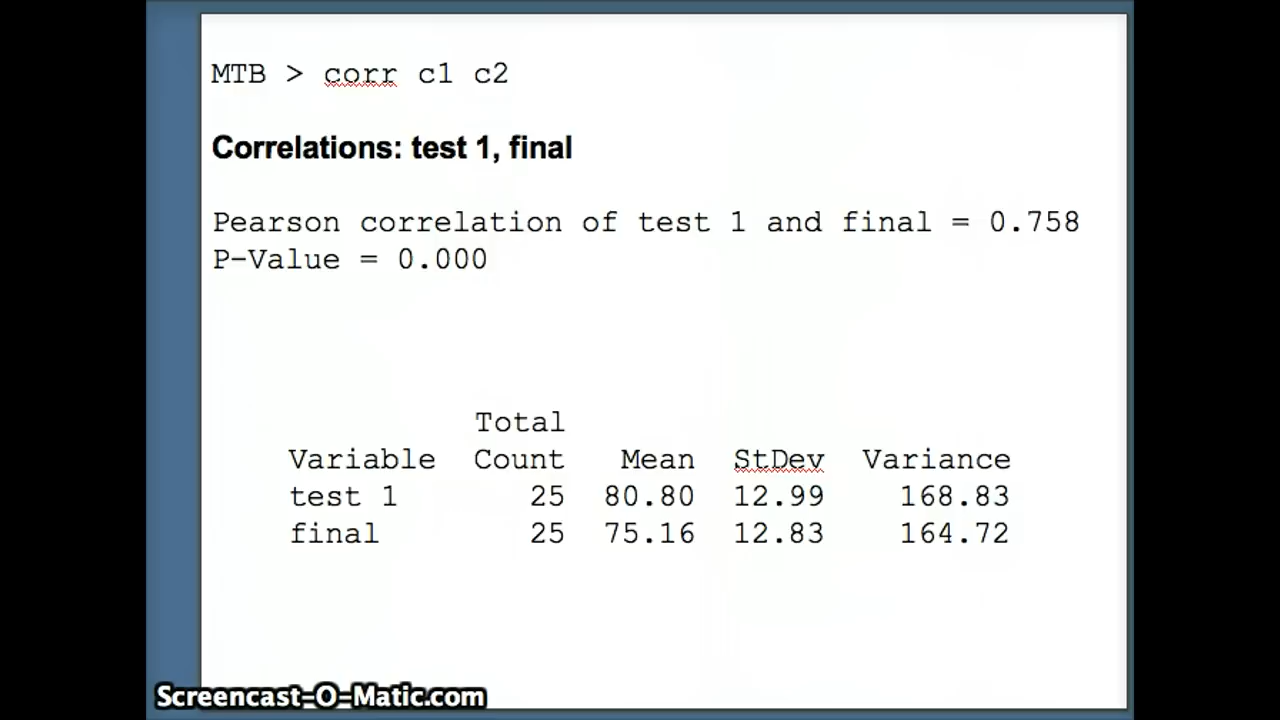 MTB > corr c1 c2
Correlations: test 1, final
Pearson correlation of test 1 and final = 0.758
P-Value = 0.000
Total
Variable Count Mean StDev Variance
test 1 25 80.80 12.99 168.83
final 25 75.16 12.83 164.72
Screencast-O-Matic.com